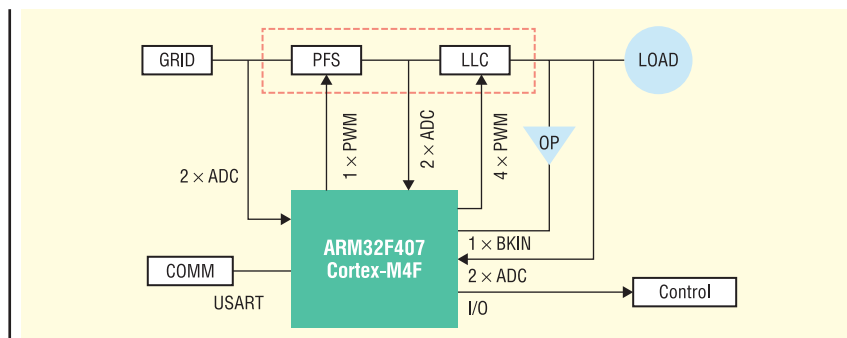 GRID
PFS
LLC
LOAD
2 × ADC
1 × PWM
2 × ADC
4 × PWM
OP
ARM32F407
Cortex-M4F
1 × BKIN
2 × ADC
I/O
COMM
USART
Control